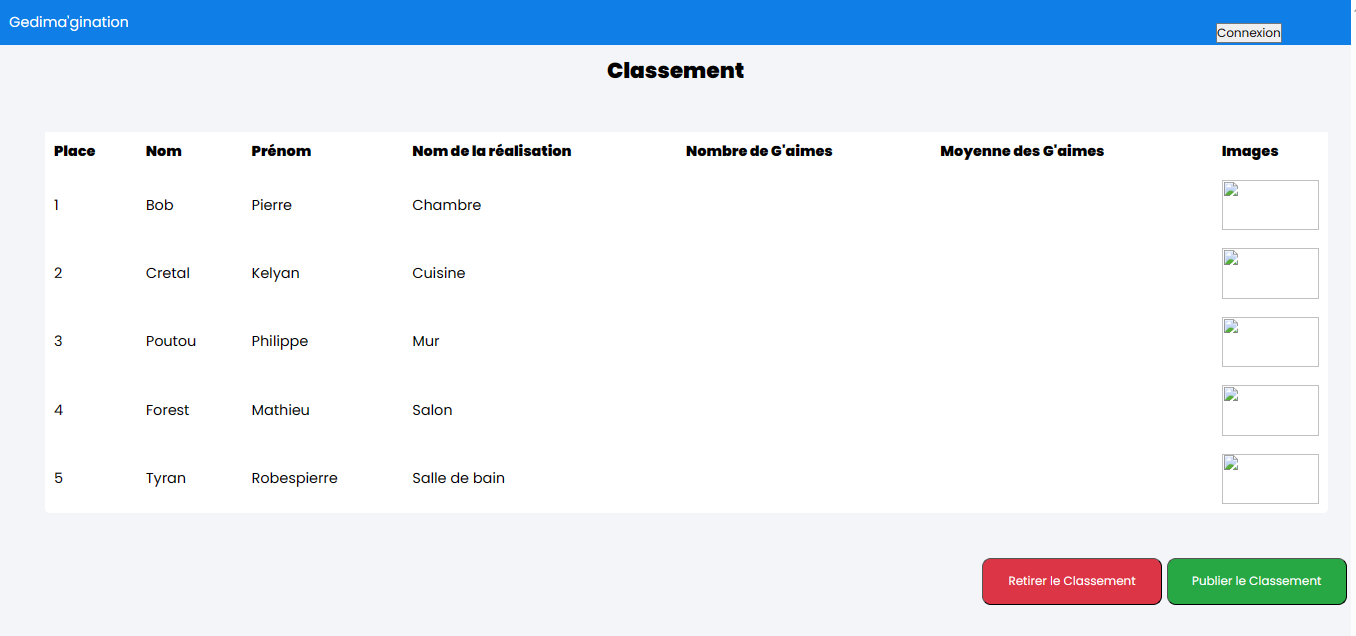 Gedima'gination
Connexion
Classement
Place Nom Prénom Nom de la réalisation Nombre de G'aimes Moyenne des G'aimes Images
1 Bob Pierre Chambre
2 Cretal Kelyan Cuisine
3 Poutou Philippe Mur
4 Forest Mathieu Salon
5 Tyran Robespierre Salle de bain
Retirer le Classement Publier le Classement